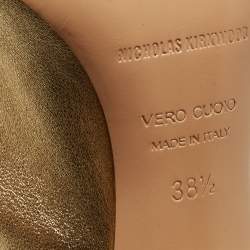 NICHOLAS KIRKWOOD
VERO CUOIO
MADE IN ITALY
38½